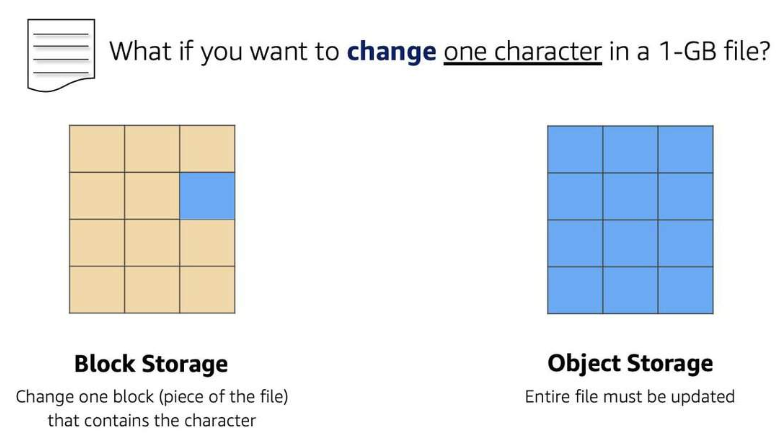 What if you want to change one character in a 1-GB file?
Block Storage
Change one block (piece of the file)
that contains the character
Object Storage
Entire file must be updated